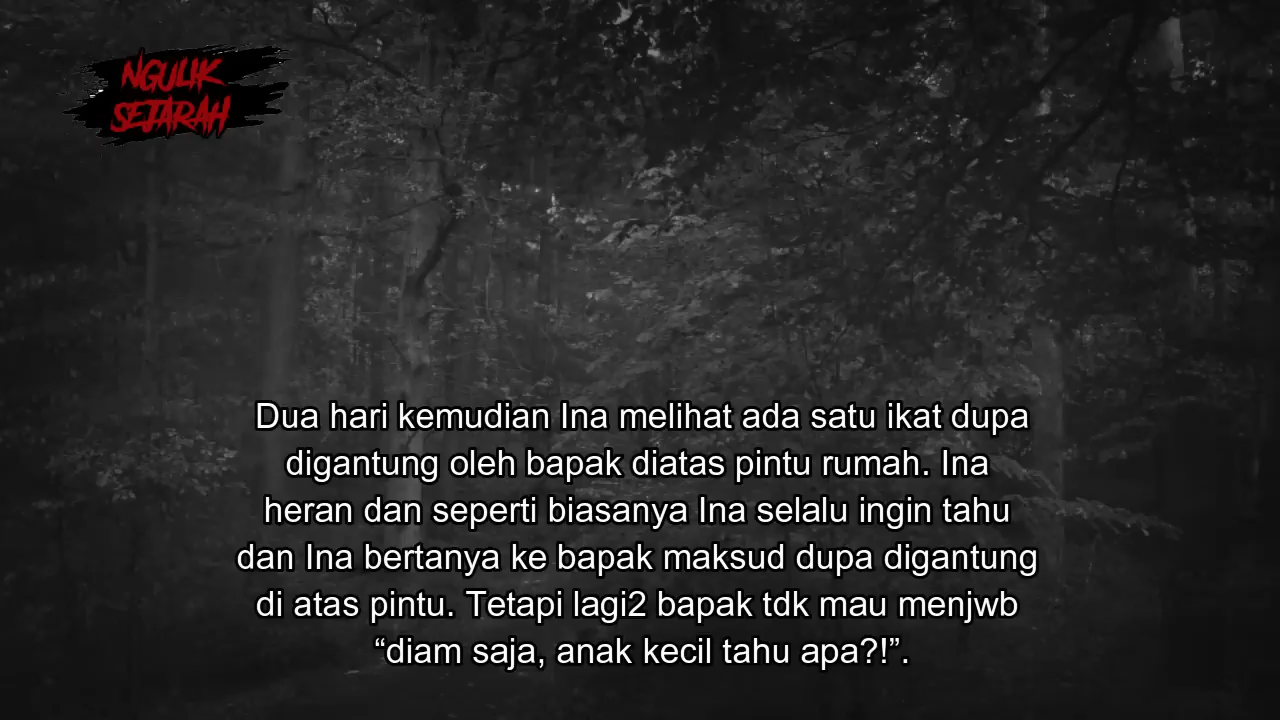 NGULIK
SEJARAH
Dua hari kemudian Ina melihat ada satu ikat dupa
digantung oleh bapak diatas pintu rumah. Ina
heran dan seperti biasanya Ina selalu ingin tahu
dan Ina bertanya ke bapak maksud dupa digantung
di atas pintu. Tetapi lagi2 bapak tdk mau menjwb
“diam saja, anak kecil tahu apa?!”.